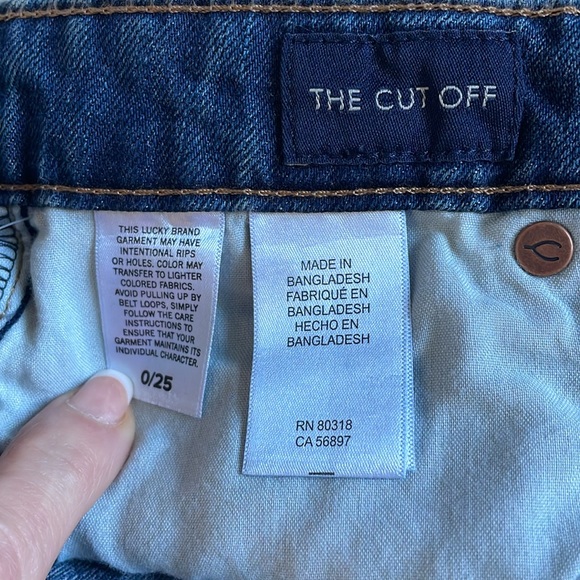 THE CUT OFF
THIS LUCKY BRAND
GARMENT MAY HAVE
INTENTIONAL RIPS
OR HOLES. COLOR MAY
TRANSFER TO LIGHTER
COLORED FABRICS.
AVOID PULLING UP BY
BELT LOOPS, SIMPLY
FOLLOW THE CARE
INSTRUCTIONS TO
ENSURE THAT YOUR
GARMENT MAINTAINS ITS
INDIVIDUAL CHARACTER.
0/25
MADE IN
BANGLADESH
FABRIQUÉ EN
BANGLADESH
HECHO EN
BANGLADESH
RN 80318
CA 56897